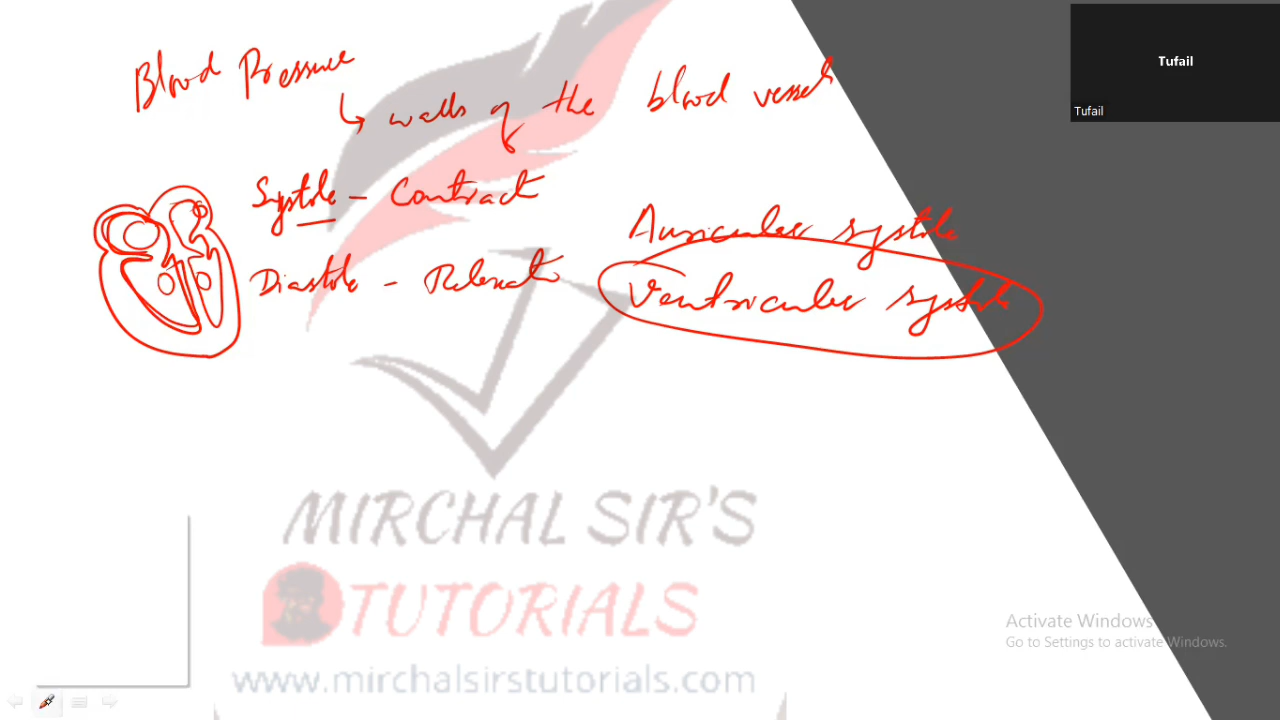 Blood Pressure
↳ walls of the blood vessels
Systole - Contract
Diastole - Relaxat
Auricular systole
Ventricular systole
Tufail
Tufail
MIRCHAL SIR'S
TUTORIALS
www.mirchalsirstutorials.com
Activate Windows
Go to Settings to activate Windows.